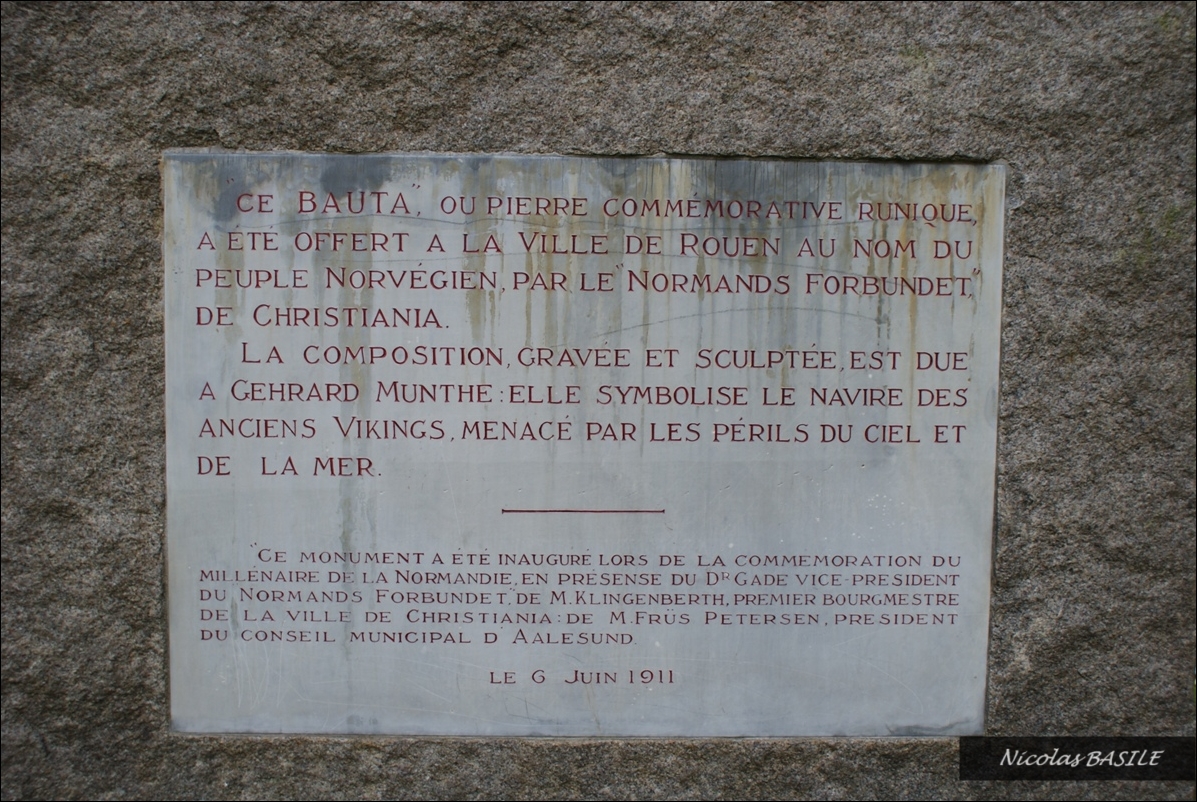 "CE BAUTA", OU PIERRE COMMÉMORATIVE RUNIQUE,
A ÉTÉ OFFERT A LA VILLE DE ROUEN AU NOM DU
PEUPLE NORVÉGIEN, PAR LE "NORMANDS FORBUNDET",
DE CHRISTIANIA.
LA COMPOSITION, GRAVÉE ET SCULPTÉE, EST DUE
A GEHRARD MUNTHE : ELLE SYMBOLISE LE NAVIRE DES
ANCIENS VIKINGS, MENACÉ PAR LES PÉRILS DU CIEL ET
DE LA MER.
"CE MONUMENT A ÉTÉ INAUGURÉ LORS DE LA COMMEMORATION DU
MILLÉNAIRE DE LA NORMANDIE, EN PRÉSENSE DU DR GADE VICE-PRESIDENT
DU NORMANDS FORBUNDET," DE M. KLINGENBERTH, PREMIER BOURGMESTRE
DE LA VILLE DE CHRISTIANIA : DE M. FRÜS PETERSEN, PRESIDENT
DU CONSEIL MUNICIPAL D'AALESUND.
LE 6 JUIN 1911
Nicolas BASILE